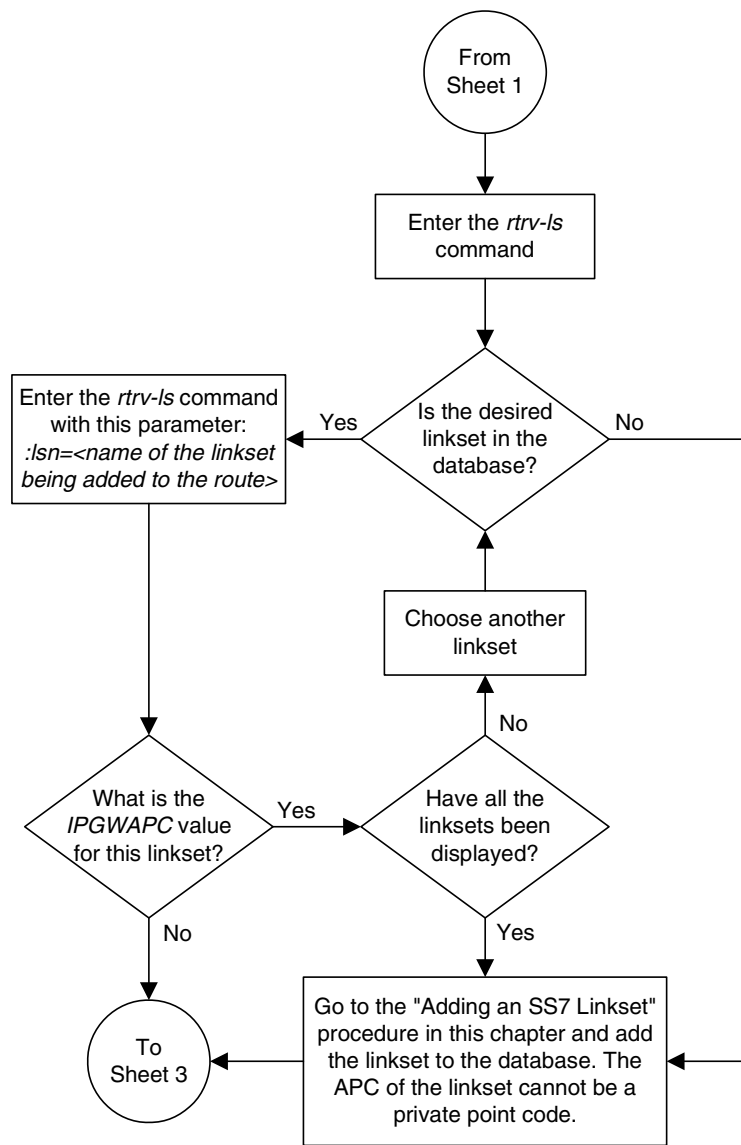 From
Sheet 1
Enter the rtrv-ls
command
Is the desired
linkset in the
database?
Yes
No
Enter the rtrv-ls command
with this parameter:
:lsn=<name of the linkset
being added to the route>
Choose another
linkset
No
What is the
IPGWAPC value
for this linkset?
Yes
Have all the
linksets been
displayed?
No
Yes
To
Sheet 3
Go to the "Adding an SS7 Linkset"
procedure in this chapter and add
the linkset to the database. The
APC of the linkset cannot be a
private point code.